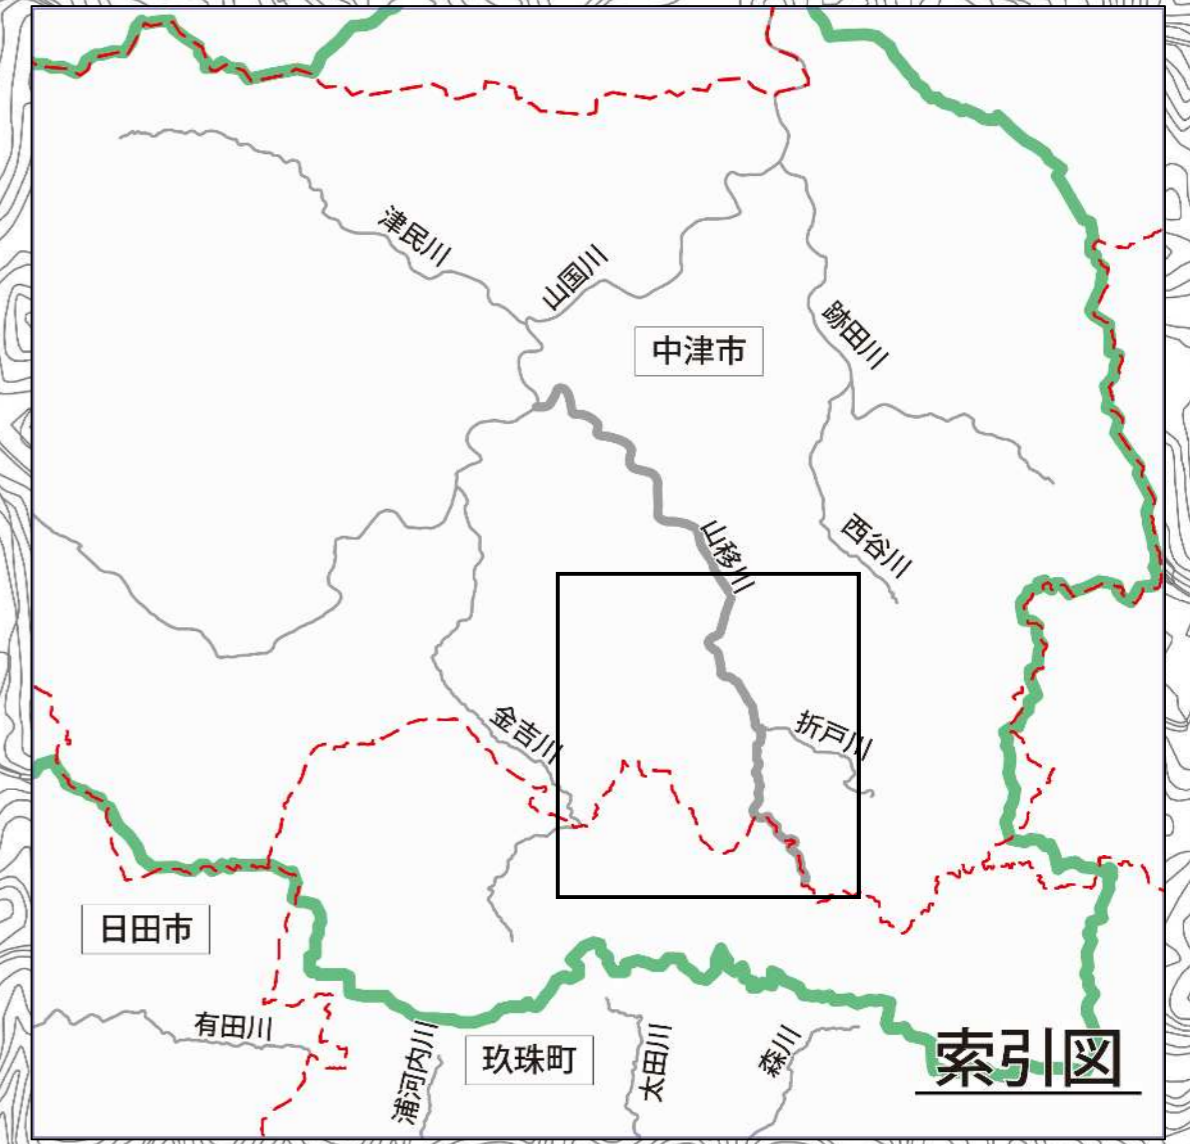 津民川
山国川
跡田川
中津市
山移川
西谷川
金吉川
折戸川
日田市
有田川
浦河内川
玖珠町
太田川
森川
索引図